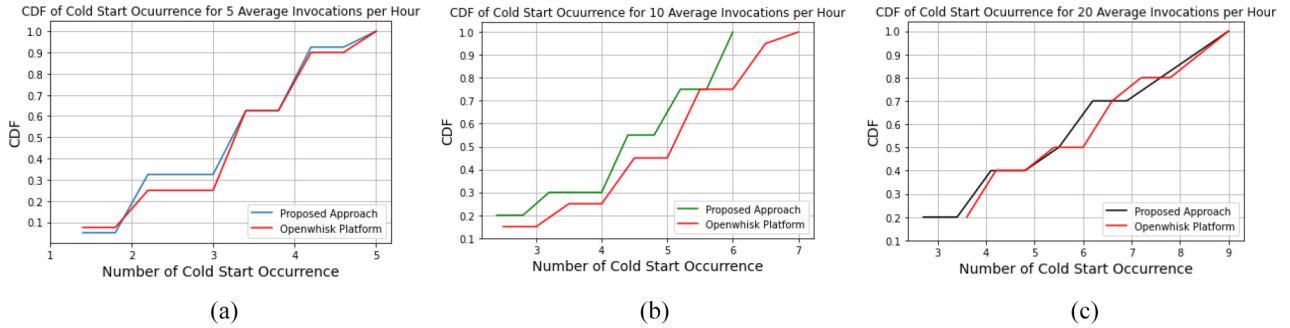 CDF of Cold Start Ocuurrence for 5 Average Invocations per Hour
1.0
0.9
0.8
0.7
0.6
0.5
0.4
0.3
0.2
0.1
CDF
Proposed Approach
Openwhisk Platform
1 2 3 4 5
Number of Cold Start Occurrence
(a)
CDF of Cold Start Ocuurrence for 10 Average Invocations per Hour
1.0
0.9
0.8
0.7
0.6
0.5
0.4
0.3
0.2
0.1
CDF
Proposed Approach
Openwhisk Platform
3 4 5 6 7
Number of Cold Start Occurrence
(b)
CDF of Cold Start Ocuurrence for 20 Average Invocations per Hour
1.0
0.9
0.8
0.7
0.6
0.5
0.4
0.3
0.2
0.1
CDF
Proposed Approach
Openwhisk Platform
3 4 5 6 7 8 9
Number of Cold Start Occurrence
(c)